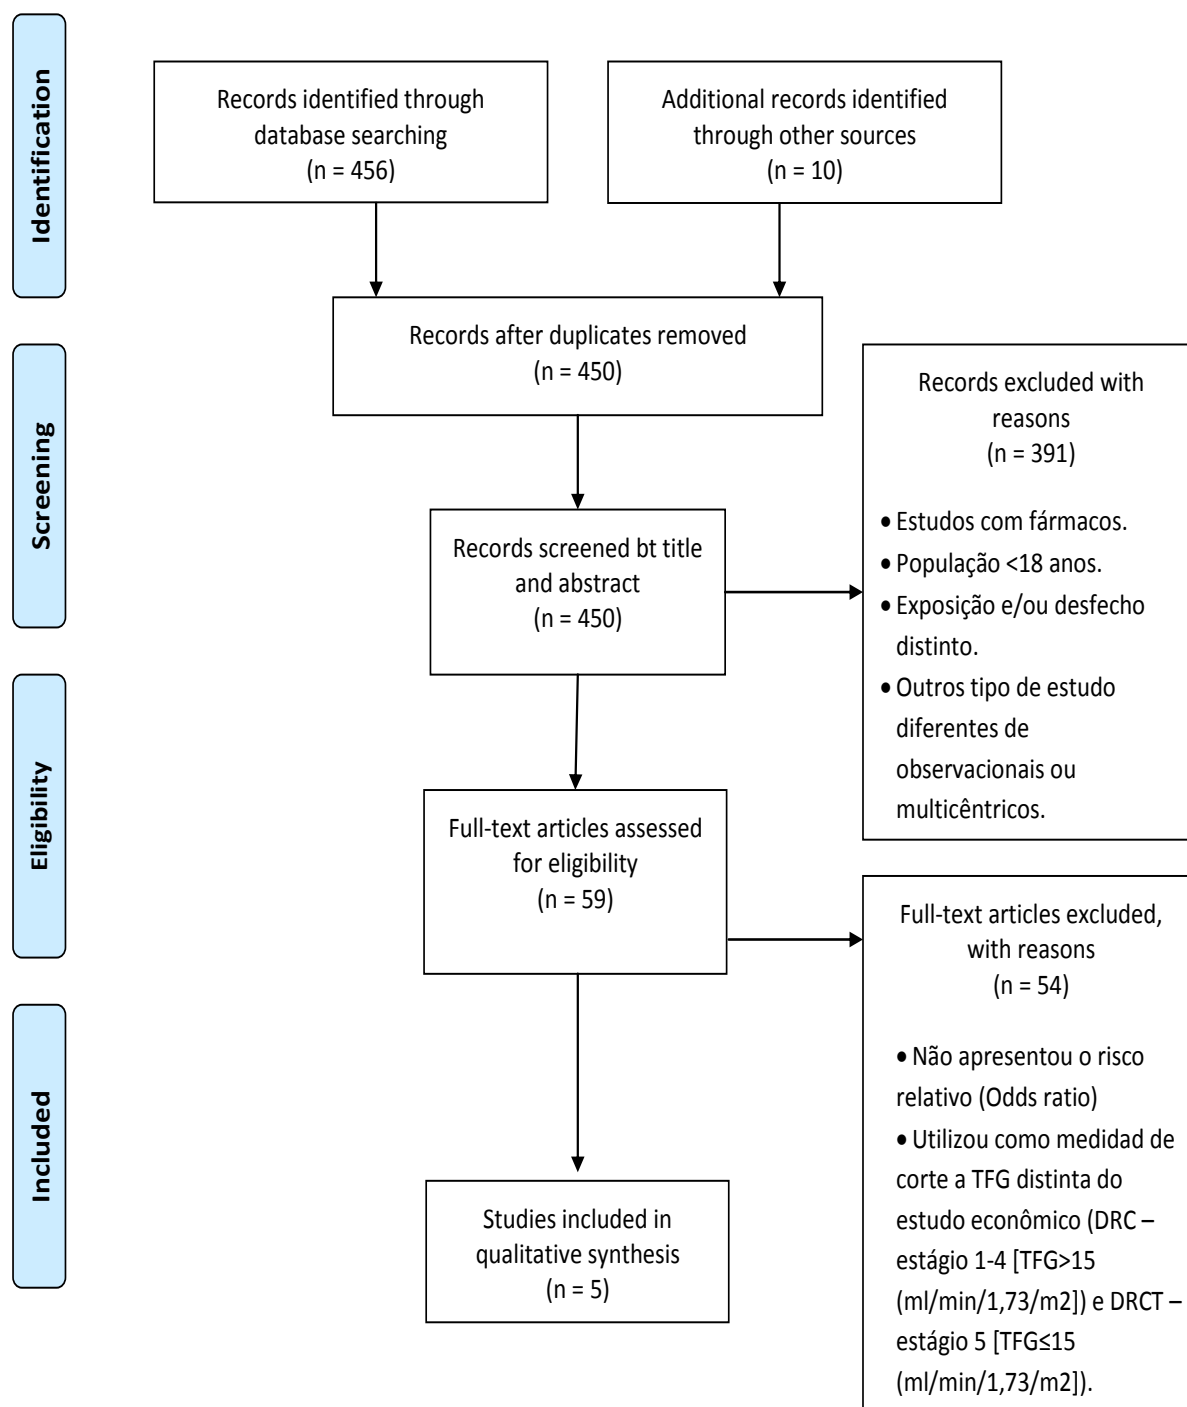 Identification
Records identified through
database searching
(n = 456)
Additional records identified
through other sources
(n = 10)
Records after duplicates removed
(n = 450)
Screening
Records screened bt title
and abstract
(n = 450)
Records excluded with
reasons
(n = 391)
• Estudos com fármacos.
• População <18 anos.
• Exposição e/ou desfecho
distinto.
• Outros tipo de estudo
diferentes de
observacionais ou
multicêntricos.
Eligibility
Full-text articles assessed
for eligibility
(n = 59)
Full-text articles excluded,
with reasons
(n = 54)
• Não apresentou o risco
relativo (Odds ratio)
• Utilizou como medidad de
corte a TFG distinta do
estudo econômico (DRC –
estágio 1-4 [TFG>15
(ml/min/1,73/m2]) e DRCT –
estágio 5 [TFG≤15
(ml/min/1,73/m2]).
Included
Studies included in
qualitative synthesis
(n = 5)